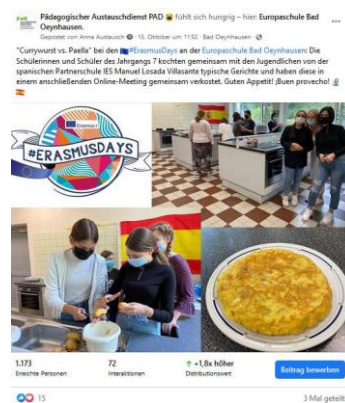 Pädagogischer Austauschdienst PAD 😋 fühlt sich hungrig – hier: Europaschule Bad
Oeynhausen.
Gepostet von Anne Austausch · 15. Oktober um 11:52 · Bad Oeynhausen ·
"Currywurst vs. Paella" bei den 🇪🇺#ErasmusDays an der Europaschule Bad Oeynhausen: Die
Schülerinnen und Schüler des Jahrgangs 7 kochten gemeinsam mit den Jugendlichen von der
spanischen Partnerschule IES Manuel Losada Villasante typische Gerichte und haben diese in
einem anschließenden Online-Meeting gemeinsam verkostet. Guten Appetit! ¡Buen provecho!
🇪🇸
Erasmus+
#ERASMUSDAYS
1.173
Erreichte Personen
72
Interaktionen
↑ +1,8x höher
Distributionswert
Beitrag bewerben
15
3 Mal geteilt